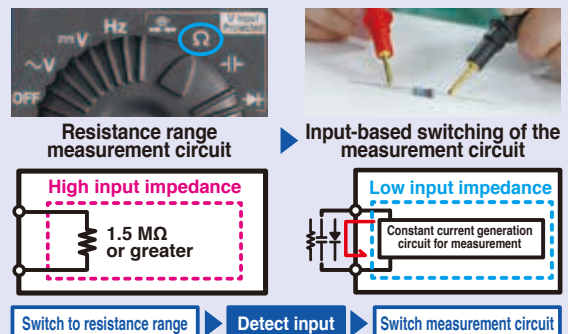 V Input
Protected
Hz
Ω
⎓V
~V
OFF
Resistance range
measurement circuit
Input-based switching of the
measurement circuit
High input impedance
1.5 MΩ
or greater
Low input impedance
Constant current generation
circuit for measurement
Switch to resistance range
Detect input
Switch measurement circuit